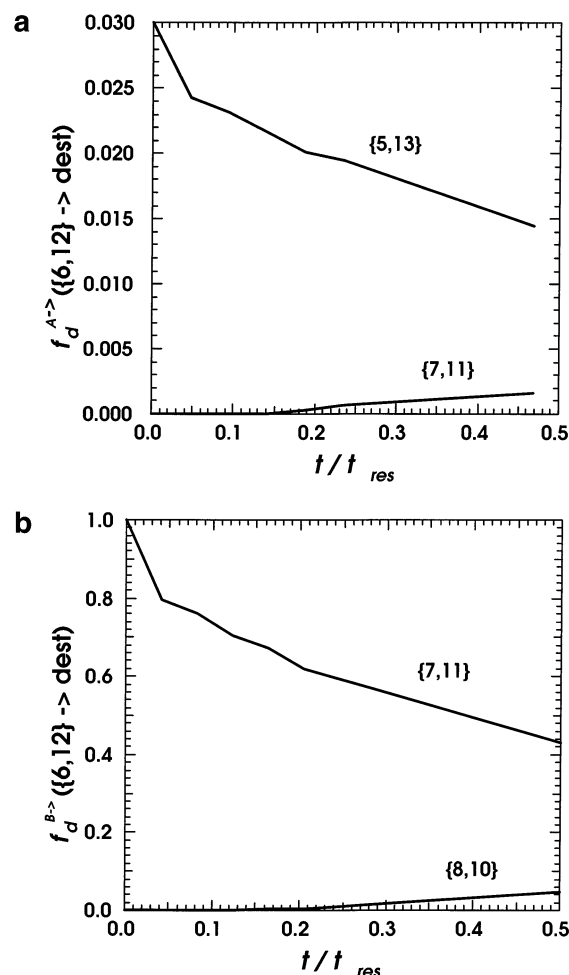 a
0.030
0.025
0.020
0.015
0.010
0.005
0.000
f_d^A-> ({6,12} -> dest)
{5,13}
{7,11}
0.0 0.1 0.2 0.3 0.4 0.5
t / t res
b
1.0
0.8
0.6
0.4
0.2
0.0
f_d^B-> ({6,12} -> dest)
{7,11}
{8,10}
0.0 0.1 0.2 0.3 0.4 0.5
t / t res